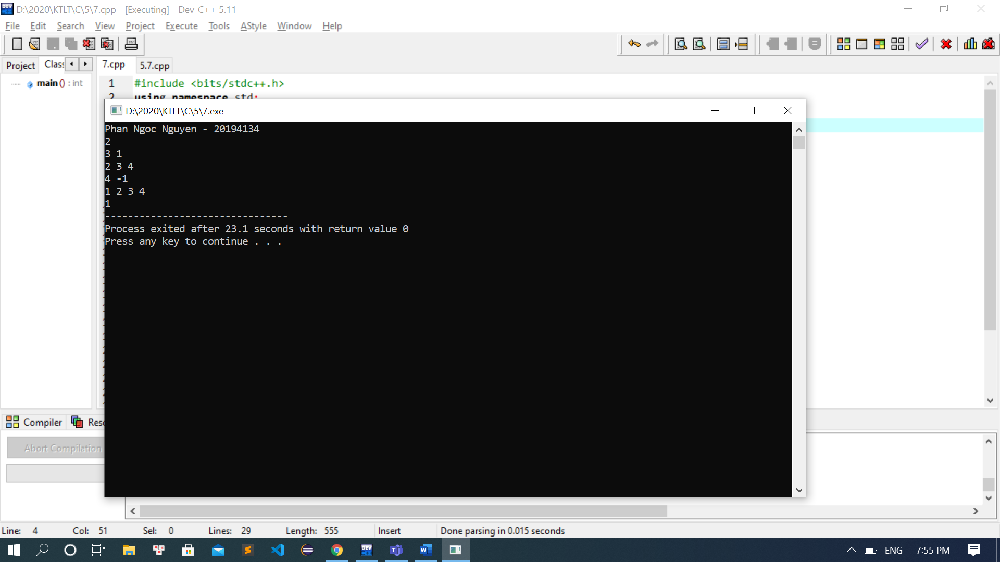 D:\2020\KTLT\C\5\7.cpp - [Executing] - Dev-C++ 5.11
File Edit Search View Project Execute Tools AStyle Window Help
Project Class 7.cpp 5.7.cpp
main() : int
1 #include <bits/stdc++.h>
2 using namespace std;
D:\2020\KTLT\C\5\7.exe
Phan Ngoc Nguyen - 20194134
2
3 1
2 3 4
4 -1
1 2 3 4
1
--------------------------------
Process exited after 23.1 seconds with return value 0
Press any key to continue . . .
Compiler
Abort Compilation
Line: 4 Col: 51 Sel: 0 Lines: 29 Length: 555 Insert Done parsing in 0.015 seconds
ENG 7:55 PM